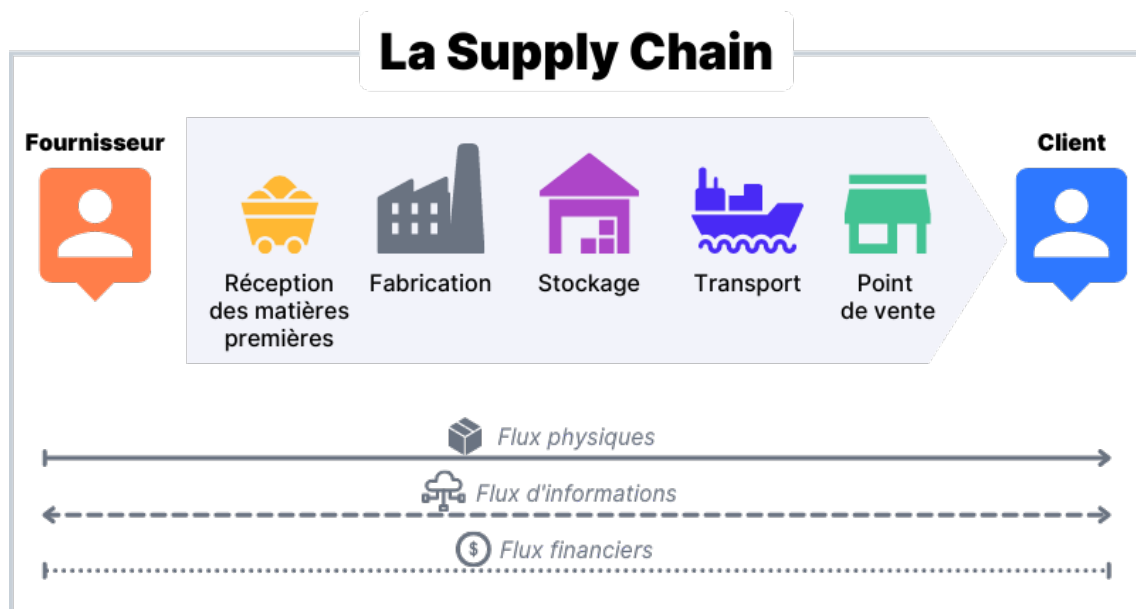 La Supply Chain
Fournisseur
Client
Réception
des matières
premières
Fabrication
Stockage
Transport
Point
de vente
Flux physiques
Flux d'informations
$
Flux financiers